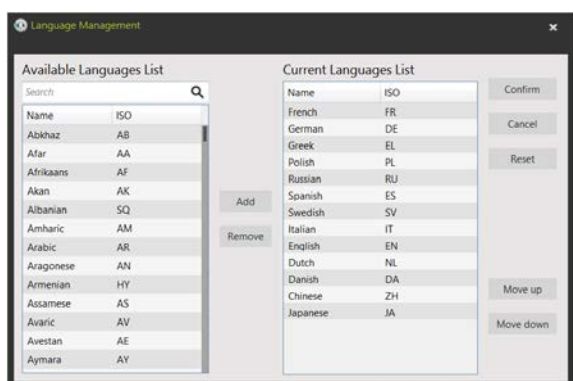 Language Management
Available Languages List
Search
Name ISO
Abkhaz AB
Afar AA
Afrikaans AF
Akan AK
Albanian SQ
Amharic AM
Arabic AR
Aragonese AN
Armenian HY
Assamese AS
Avaric AV
Avestan AE
Aymara AY
Add
Remove
Current Languages List
Name ISO
French FR
German DE
Greek EL
Polish PL
Russian RU
Spanish ES
Swedish SV
Italian IT
English EN
Dutch NL
Danish DA
Chinese ZH
Japanese JA
Confirm
Cancel
Reset
Move up
Move down